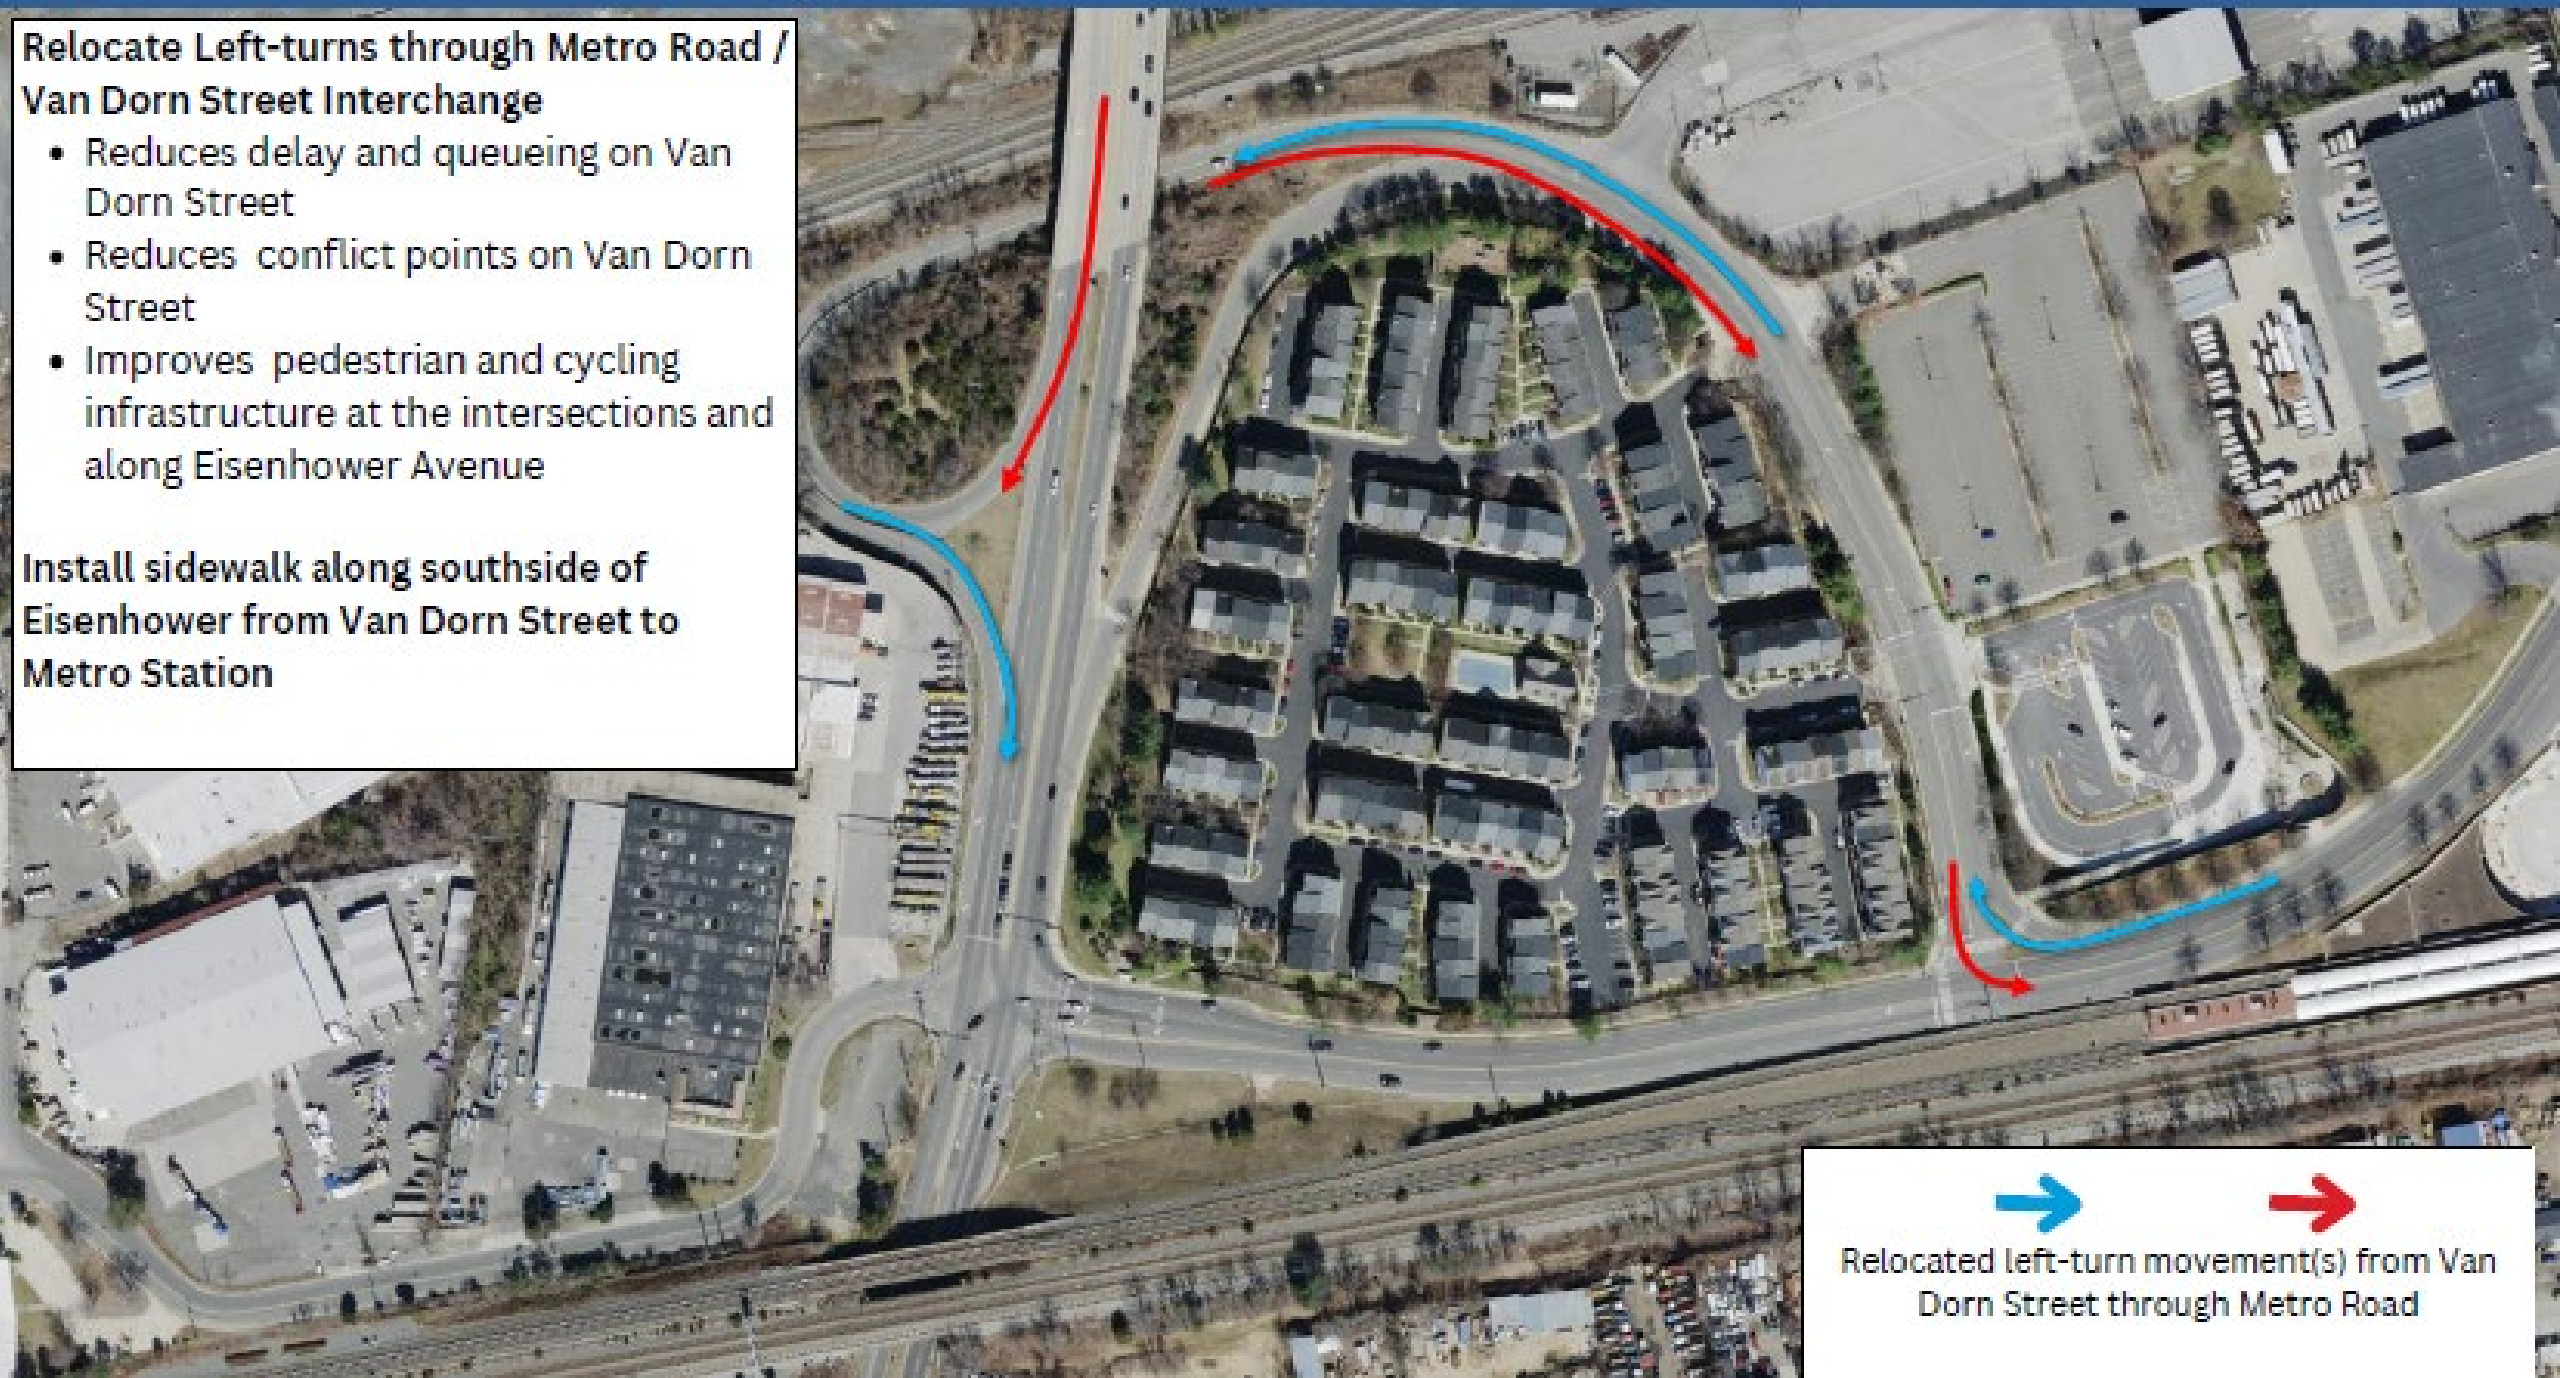 Relocate Left-turns through Metro Road /
Van Dorn Street Interchange
• Reduces delay and queueing on Van
Dorn Street
• Reduces conflict points on Van Dorn
Street
• Improves pedestrian and cycling
infrastructure at the intersections and
along Eisenhower Avenue
Install sidewalk along southside of
Eisenhower from Van Dorn Street to
Metro Station
Relocated left-turn movement(s) from Van
Dorn Street through Metro Road